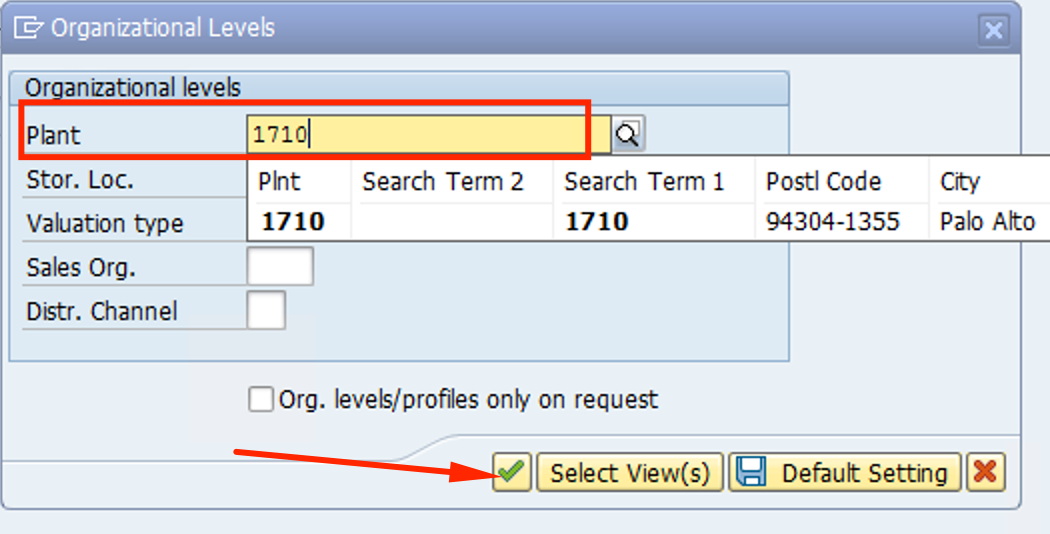 Organizational Levels
Organizational levels
Plant 1710
Stor. Loc. Plnt Search Term 2 Search Term 1 Postl Code City
Valuation type 1710 1710 94304-1355 Palo Alto
Sales Org.
Distr. Channel
Org. levels/profiles only on request
Select View(s) Default Setting